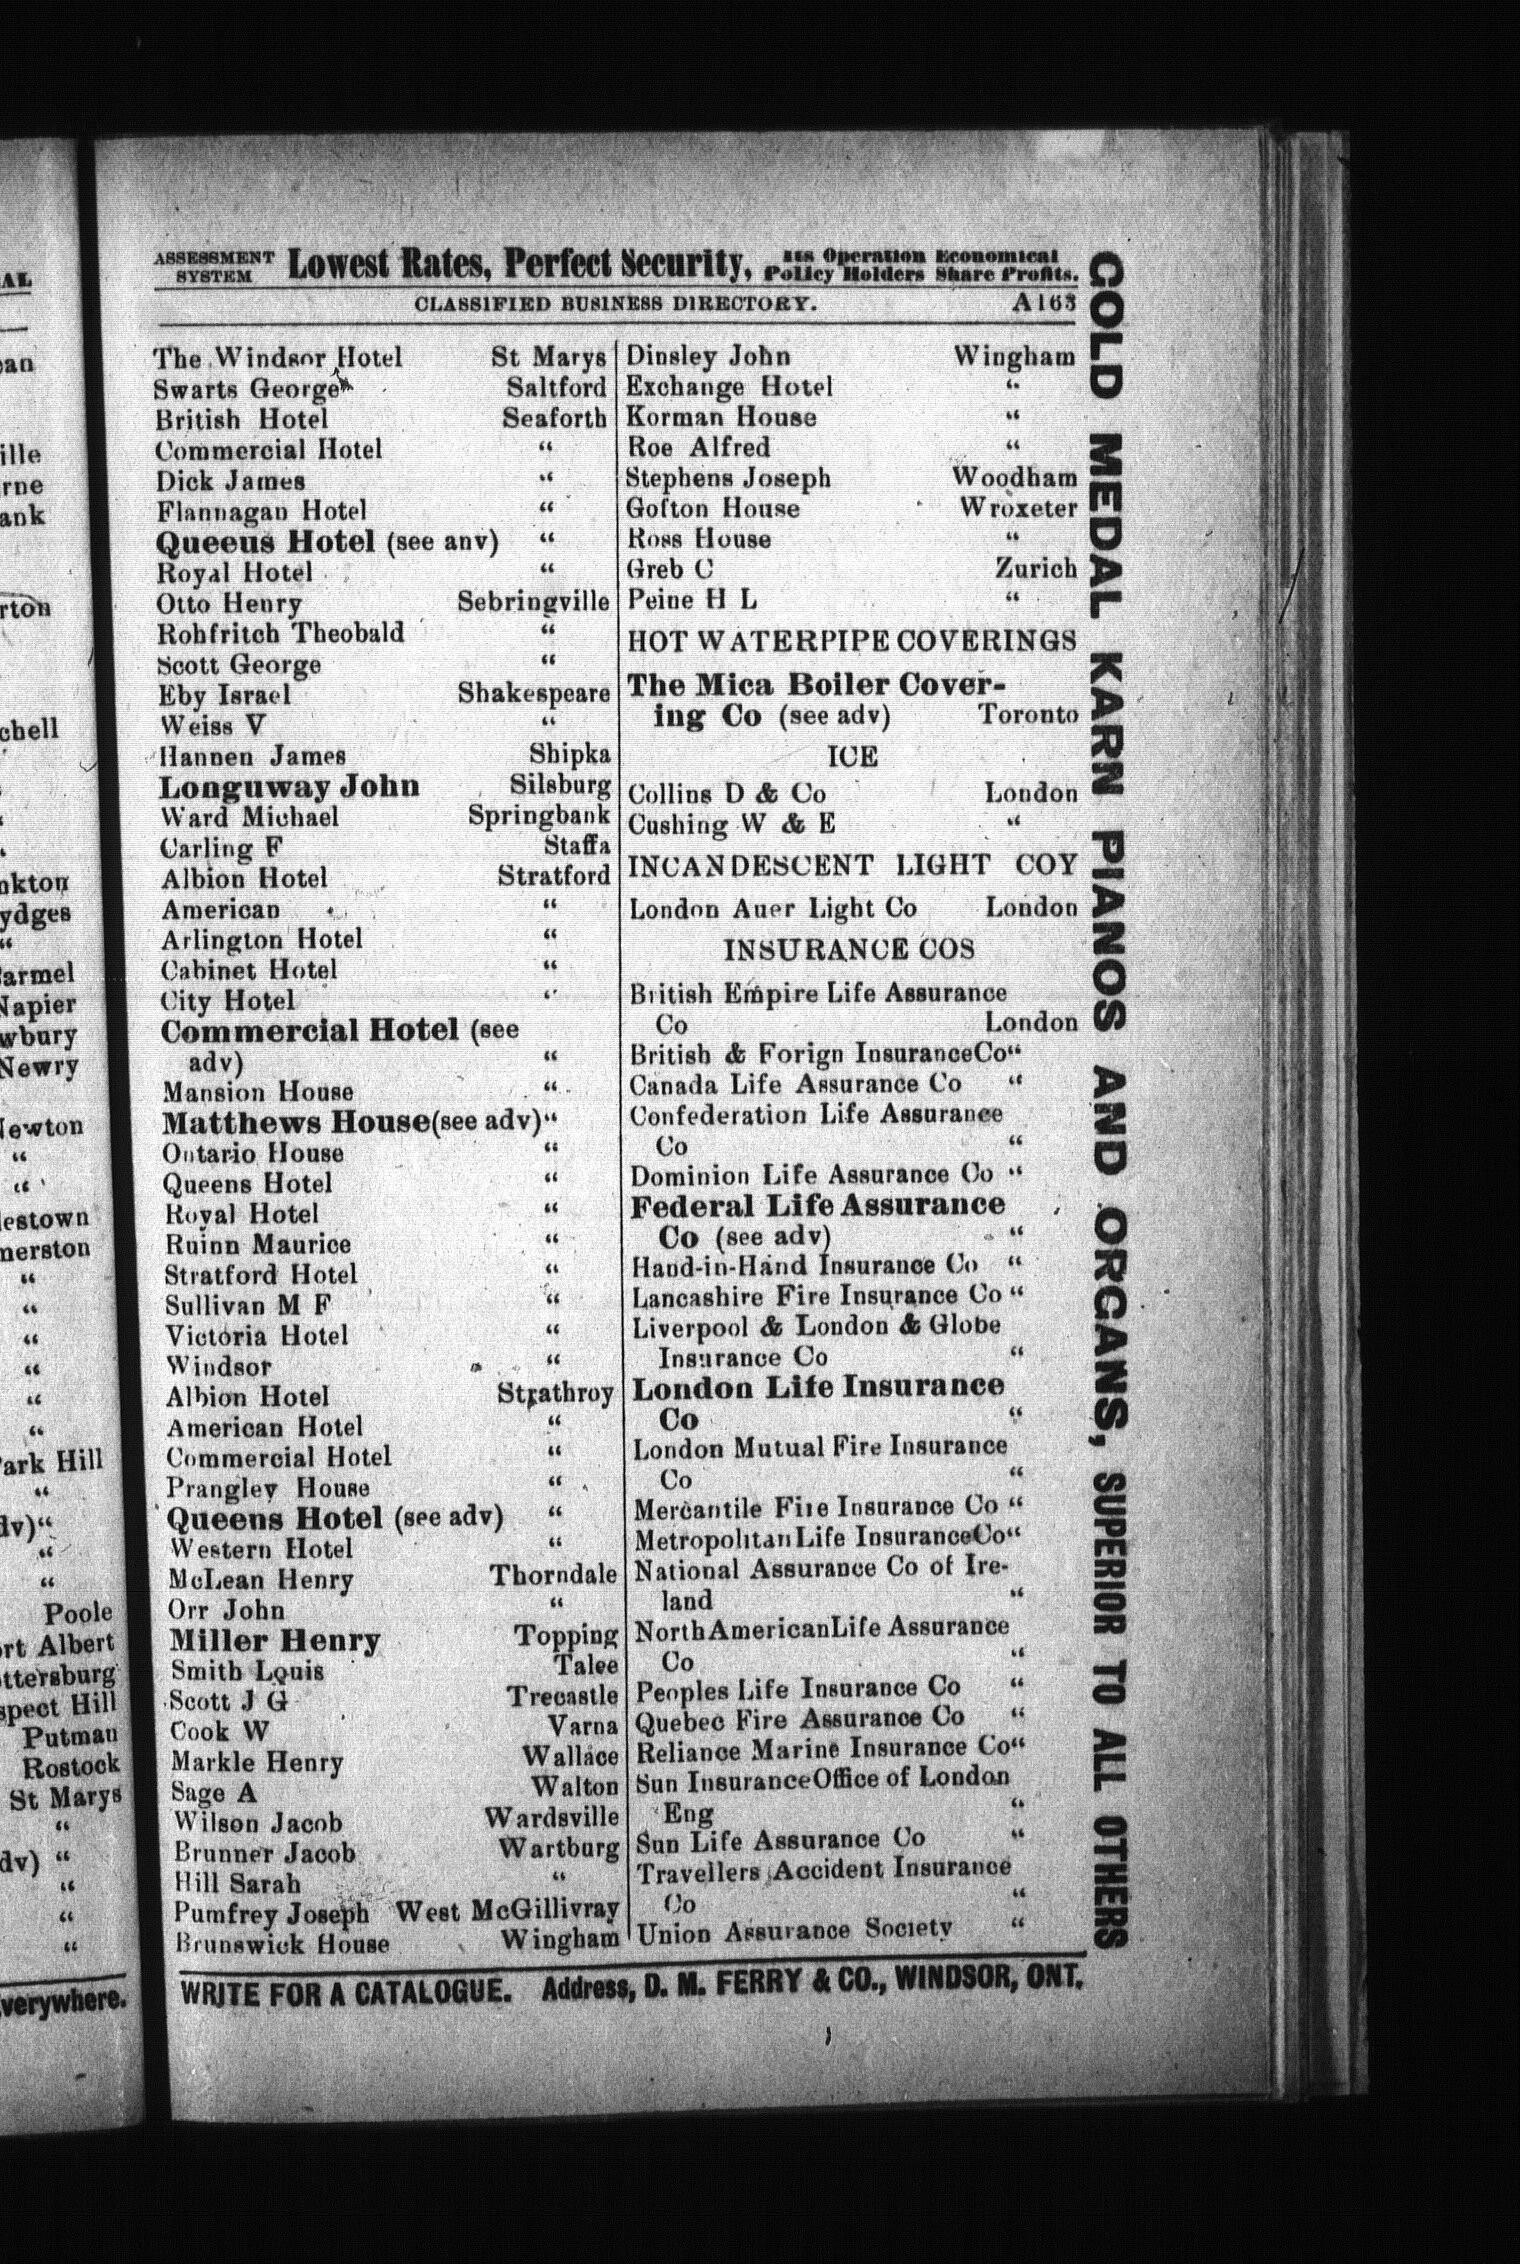 ASSESSMENT SYSTEM Lowest Rates, Perfect Security, Its Operation Economical Policy Holders Share Profits.
CLASSIFIED BUSINESS DIRECTORY. A163
The Windsor Hotel St Marys
Swarts George Saltford
British Hotel Seaforth
Commercial Hotel “
Dick James “
Flannagan Hotel “
Queeus Hotel (see anv) “
Royal Hotel “
Otto Henry Sebringville
Rohfritch Theobald “
Scott George “
Eby Israel Shakespeare
Weiss V “
Hannen James Shipka
Longuway John Silsburg
Ward Michael Springbank
Carling F Staffa
Albion Hotel Stratford
American “
Arlington Hotel “
Cabinet Hotel “
City Hotel “
Commercial Hotel (see
adv) “
Mansion House “
Matthews House(see adv)“
Ontario House “
Queens Hotel “
Royal Hotel “
Ruinn Maurice “
Stratford Hotel “
Sullivan M F “
Victoria Hotel “
Windsor “
Albion Hotel Strathroy
American Hotel “
Commercial Hotel “
Prangley House “
Queens Hotel (see adv) “
Western Hotel “
McLean Henry Thorndale
Orr John “
Miller Henry Topping
Smith Louis Talee
Scott J G Trecastle
Cook W Varna
Markle Henry Wallace
Sage A Walton
Wilson Jacob Wardsville
Brunner Jacob Wartburg
Hill Sarah “
Pumfrey Joseph West McGillivray
Brunswick House Wingham
Dinsley John Wingham
Exchange Hotel “
Korman House “
Roe Alfred “
Stephens Joseph Woodham
Gofton House Wroxeter
Ross House “
Greb C Zurich
Peine H L “
HOT WATERPIPE COVERINGS
The Mica Boiler Cover-
ing Co (see adv) Toronto
ICE
Collins D & Co London
Cushing W & E “
INCANDESCENT LIGHT COY
London Auer Light Co London
INSURANCE COS
British Empire Life Assurance
Co London
British & Forign InsuranceCo“
Canada Life Assurance Co “
Confederation Life Assurance
Co “
Dominion Life Assurance Co “
Federal Life Assurance
Co (see adv) “
Hand-in-Hand Insurance Co “
Lancashire Fire Insurance Co “
Liverpool & London & Globe
Insurance Co “
London Life Insurance
Co “
London Mutual Fire Insurance
Co “
Mercantile Fire Insurance Co “
MetropolitanLife InsuranceCo“
National Assurance Co of Ire-
land “
NorthAmericanLife Assurance
Co “
Peoples Life Insurance Co “
Quebec Fire Assurance Co “
Reliance Marine Insurance Co“
Sun InsuranceOffice of London
Eng “
Sun Life Assurance Co “
Travellers Accident Insurance
Co “
Union Assurance Society “
WRITE FOR A CATALOGUE. Address, D. M. FERRY & CO., WINDSOR, ONT.
GOLD MEDAL KARN PIANOS AND ORGANS, SUPERIOR TO ALL OTHERS
Park Hill
Poole
Port Albert
Putman
Rostock
St Marys
everywhere.